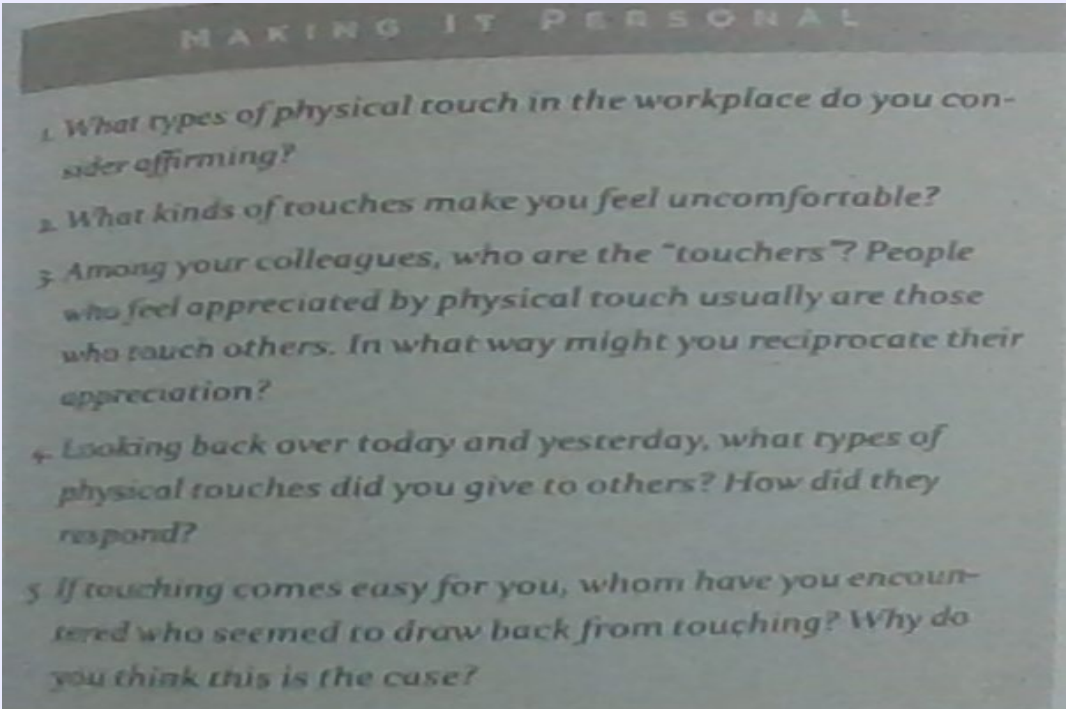 MAKING IT PERSONAL
1. What types of physical touch in the workplace do you con-
sider affirming?
2. What kinds of touches make you feel uncomfortable?
3. Among your colleagues, who are the "touchers"? People
who feel appreciated by physical touch usually are those
who touch others. In what way might you reciprocate their
appreciation?
4. Looking back over today and yesterday, what types of
physical touches did you give to others? How did they
respond?
5. If touching comes easy for you, whom have you encoun-
tered who seemed to draw back from touching? Why do
you think this is the case?